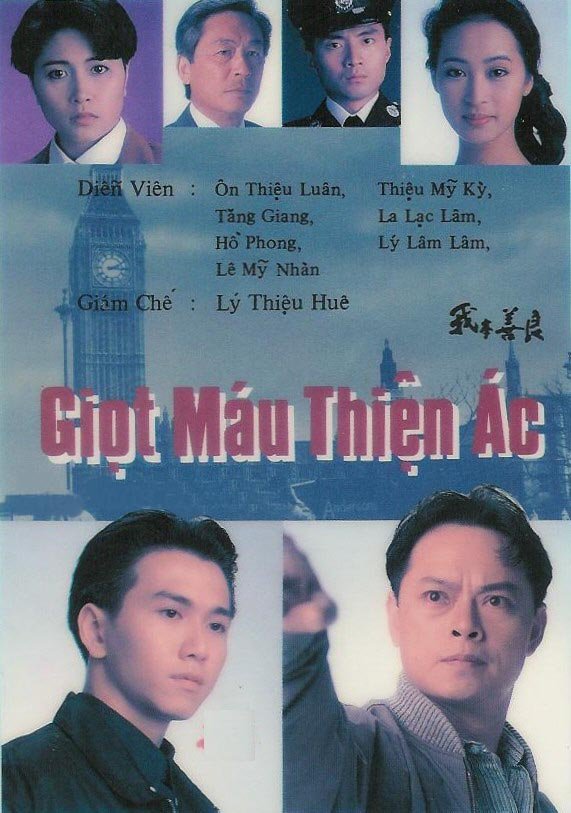 Diễn Viên : Ôn Thiệu Luân, Thiệu Mỹ Kỳ,
Tăng Giang, La Lạc Lâm,
Hồ Phong, Lý Lâm Lâm,
Lê Mỹ Nhàn
Giám Chế : Lý Thiệu Huê
我本善良
Giọt Máu Thiện Ác
Anderson